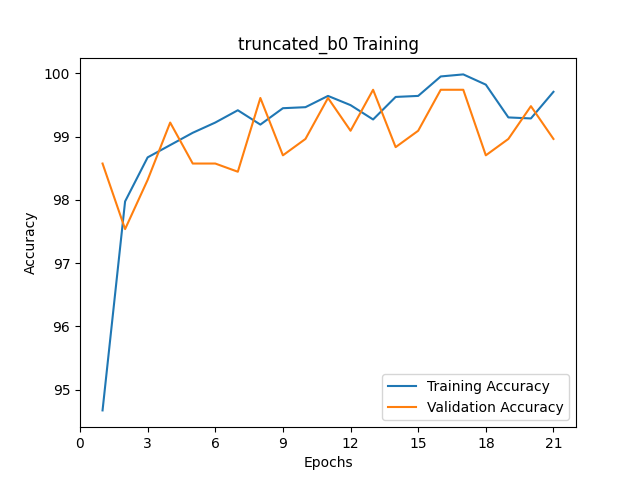 truncated_b0 Training
100
99
98
97
96
95
Accuracy
Training Accuracy
Validation Accuracy
0 3 6 9 12 15 18 21
Epochs